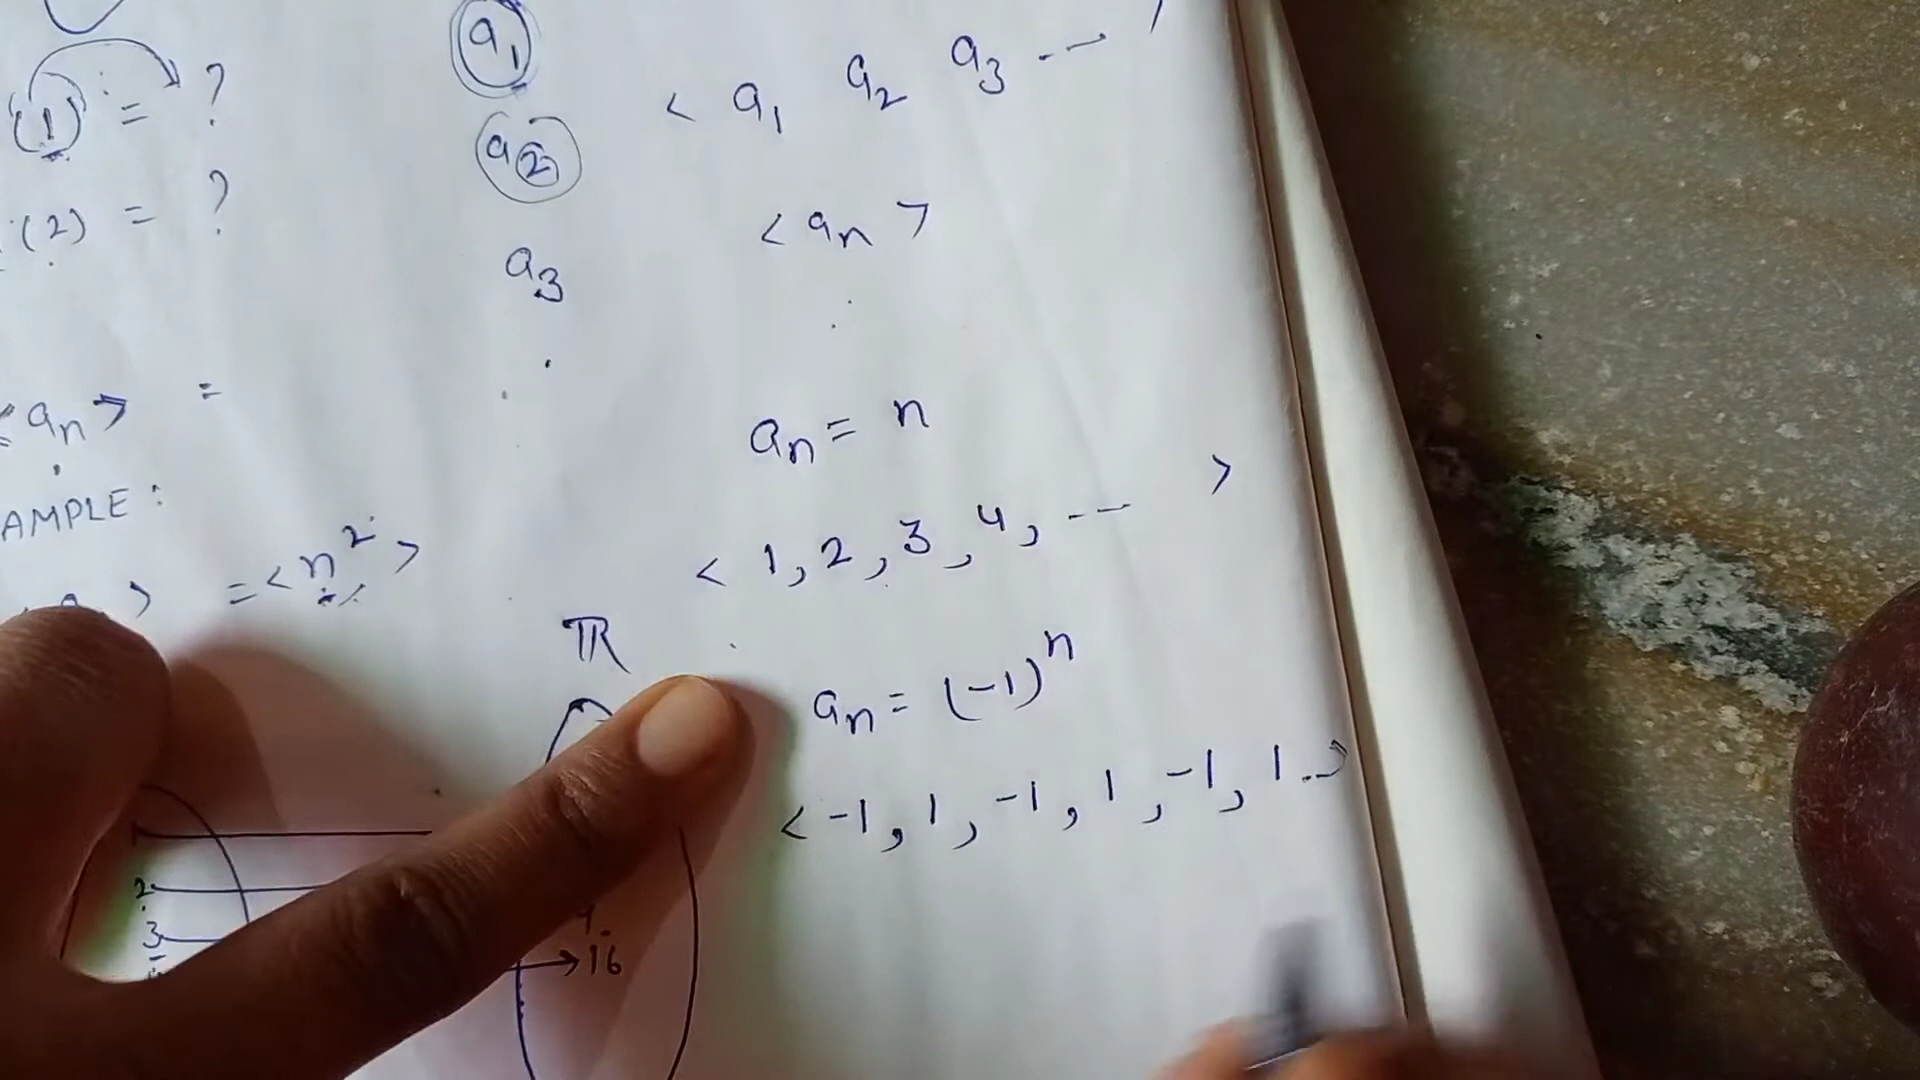 (1) = ?
(2) = ?
<an> =
AMPLE:
> = <n²>
a₁
a₂
a₃
< a₁ a₂ a₃ ...
<an>
an = n
< 1, 2, 3, 4, --- >
an = (-1)ⁿ
< -1, 1, -1, 1, -1, 1 .. >
ℝ
2
3
16